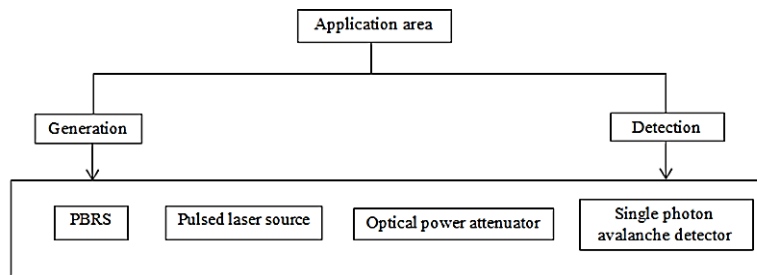 Application area
Generation
Detection
PBRS
Pulsed laser source
Optical power attenuator
Single photon
avalanche detector